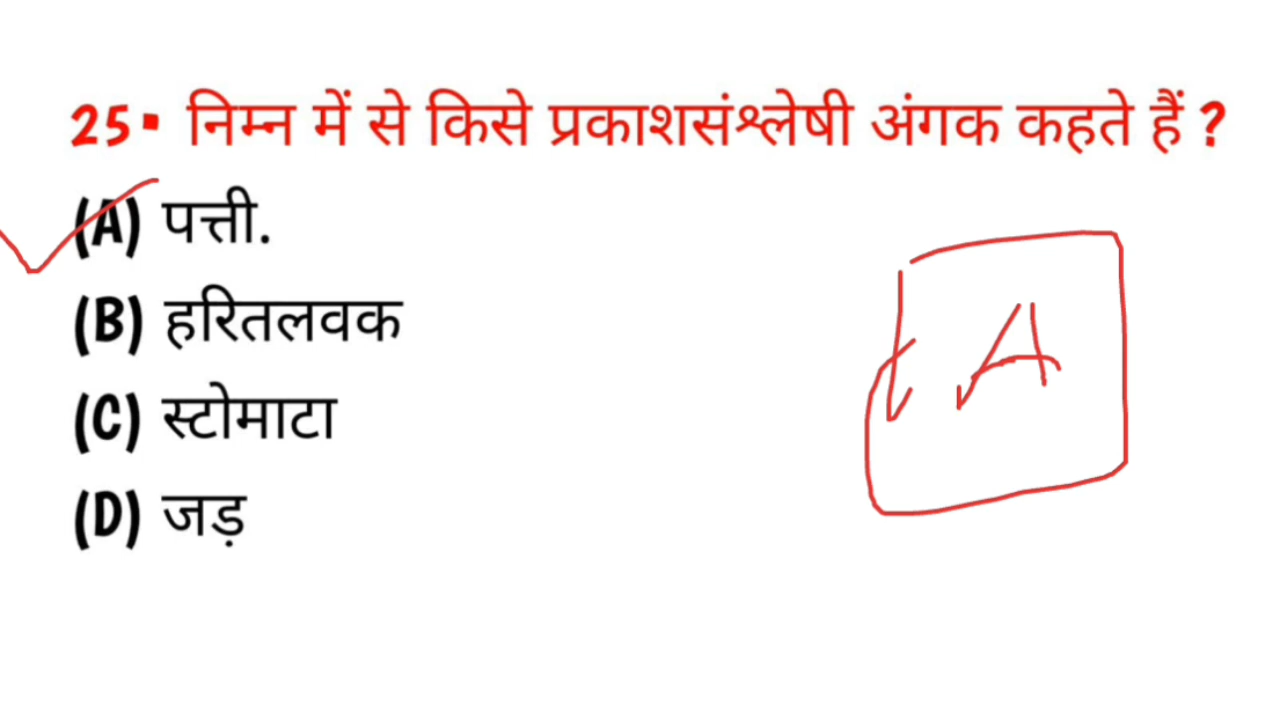 25. निम्न में से किसे प्रकाशसंश्लेषी अंगक कहते हैं ?
(A) पत्ती.
(B) हरितलवक
(C) स्टोमाटा
(D) जड़
A